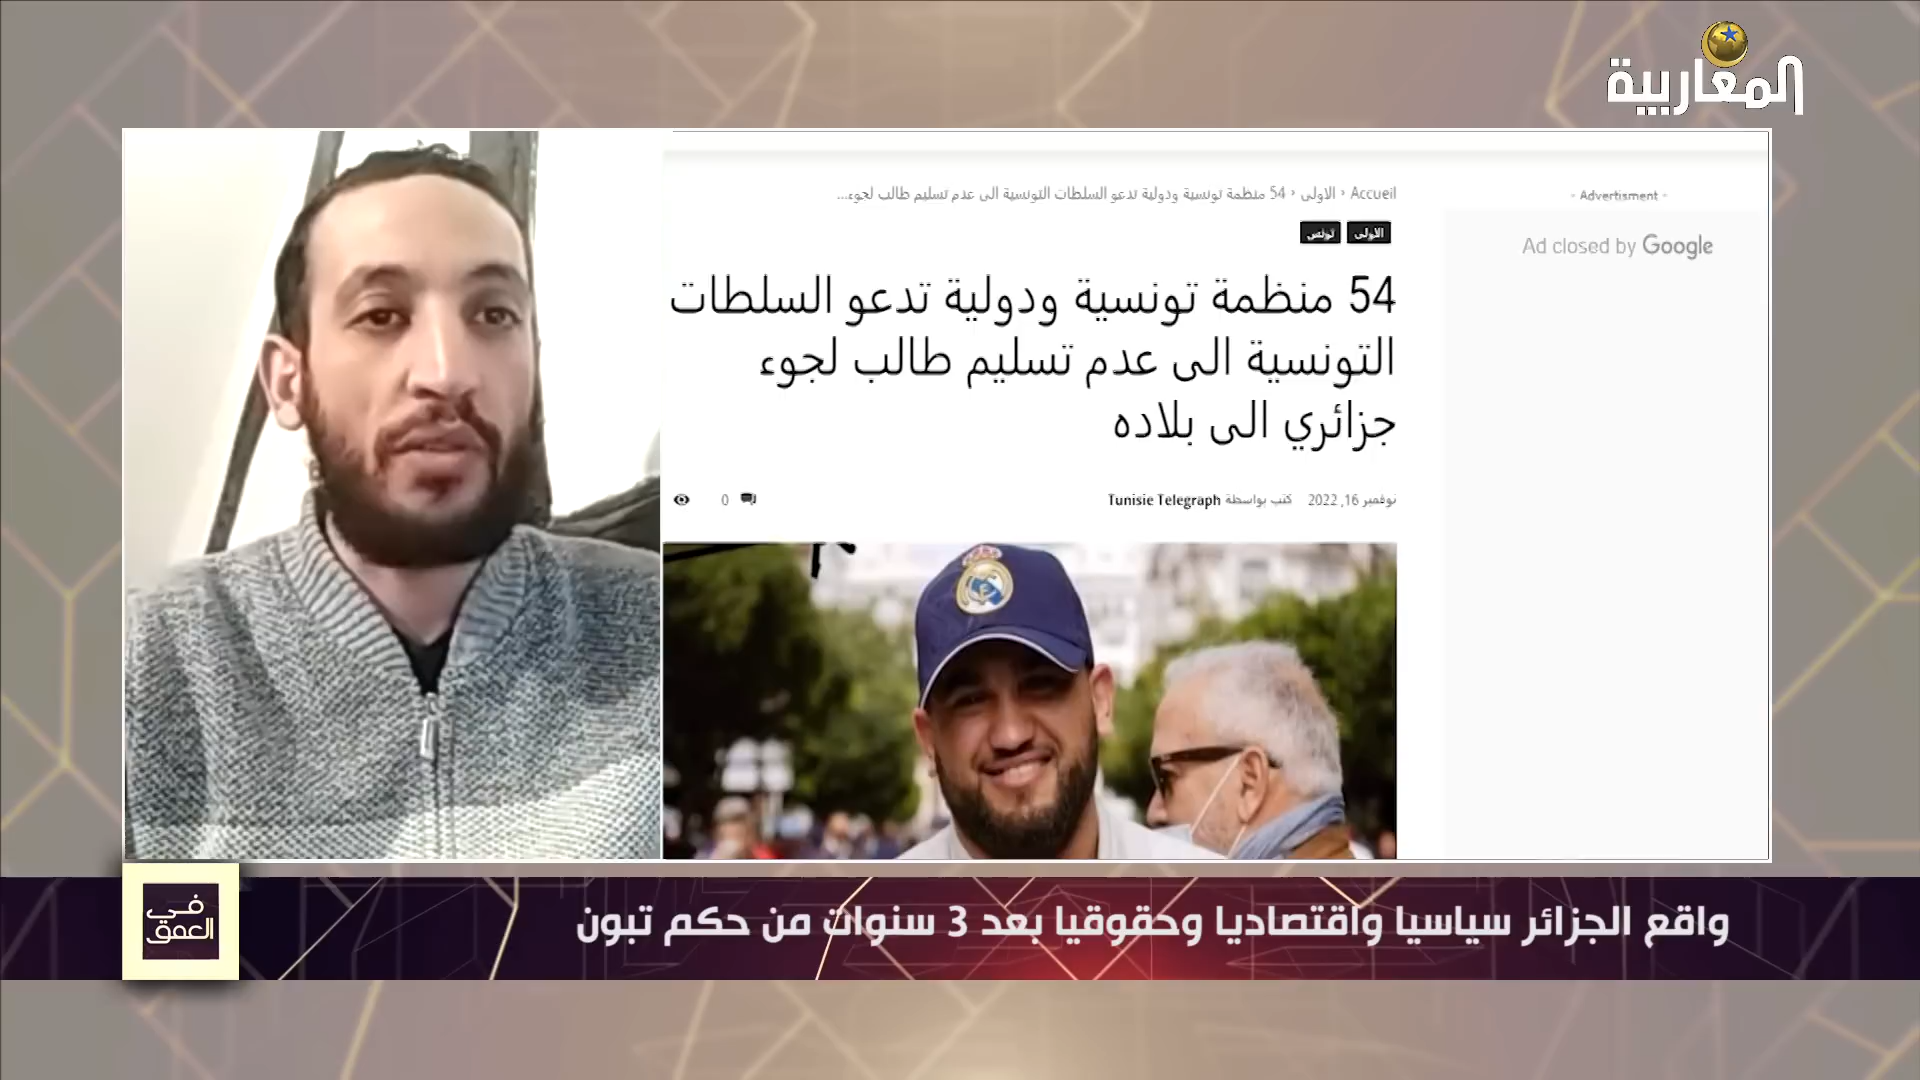 المغاربية
Accueil › الاولى › 54 منظمة تونسية ودولية تدعو السلطات التونسية الى عدم تسليم طالب لجوء...
- Advertisment -
الاولى تونس
Ad closed by Google
54 منظمة تونسية ودولية تدعو السلطات
التونسية الى عدم تسليم طالب لجوء
جزائري الى بلاده
نوفمبر 16, 2022 كتب بواسطة Tunisie Telegraph 0
واقع الجزائر سياسيا واقتصاديا وحقوقيا بعد 3 سنوات من حكم تبون
في
العمق